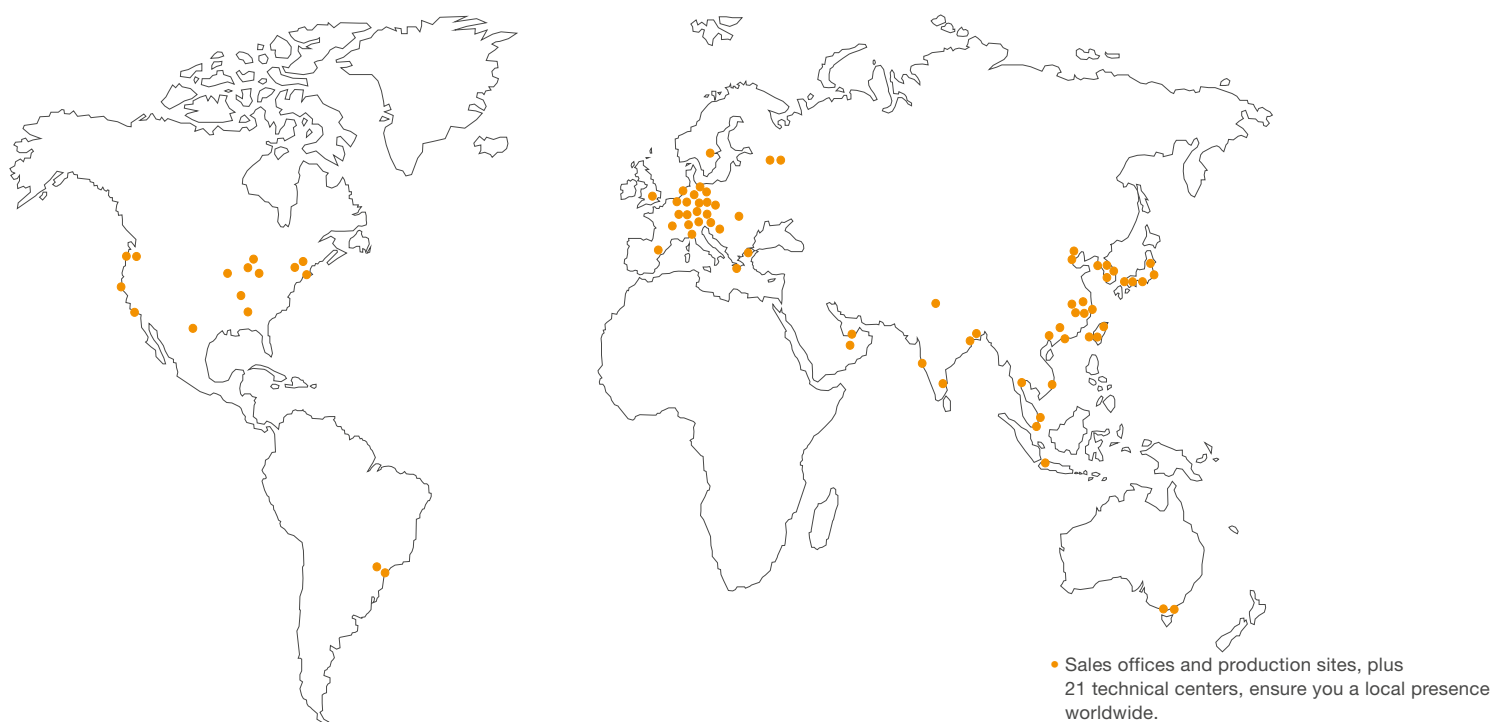 Sales offices and production sites, plus
21 technical centers, ensure you a local presence
worldwide.